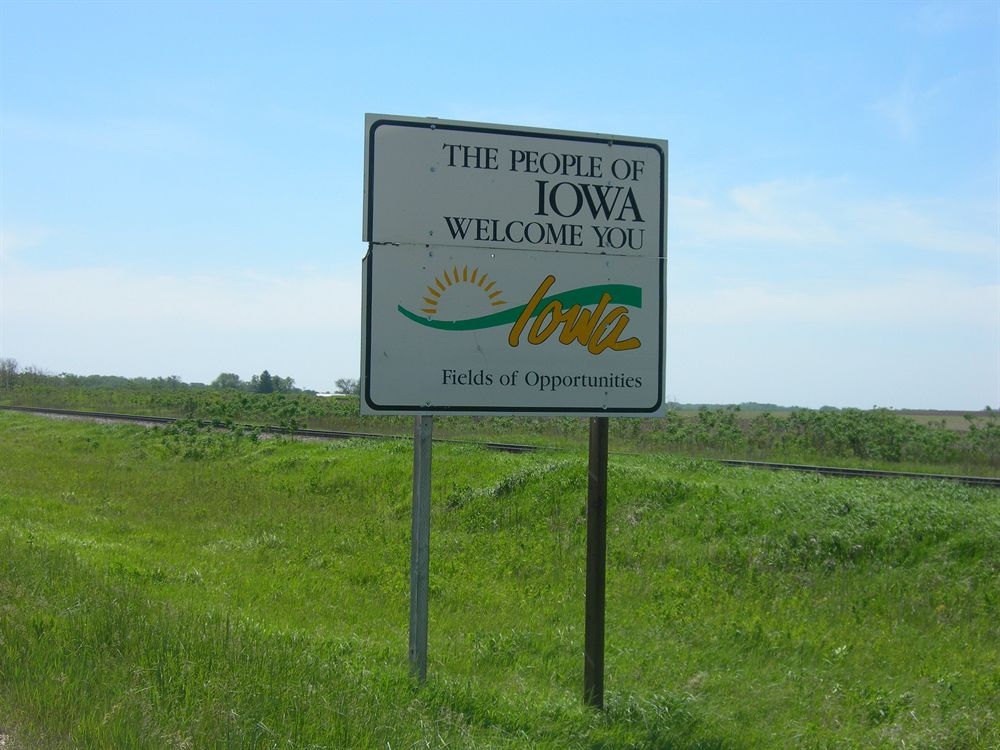 THE PEOPLE OF
IOWA
WELCOME YOU
Iowa
Fields of Opportunities